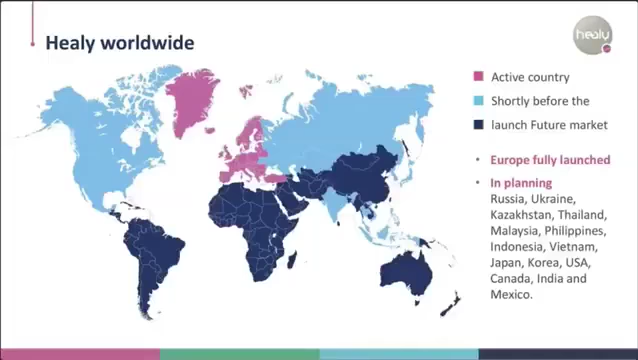 Healy worldwide
healy
Active country
Shortly before the
launch Future market
• Europe fully launched
• In planning
Russia, Ukraine,
Kazakhstan, Thailand,
Malaysia, Philippines,
Indonesia, Vietnam,
Japan, Korea, USA,
Canada, India and
Mexico.